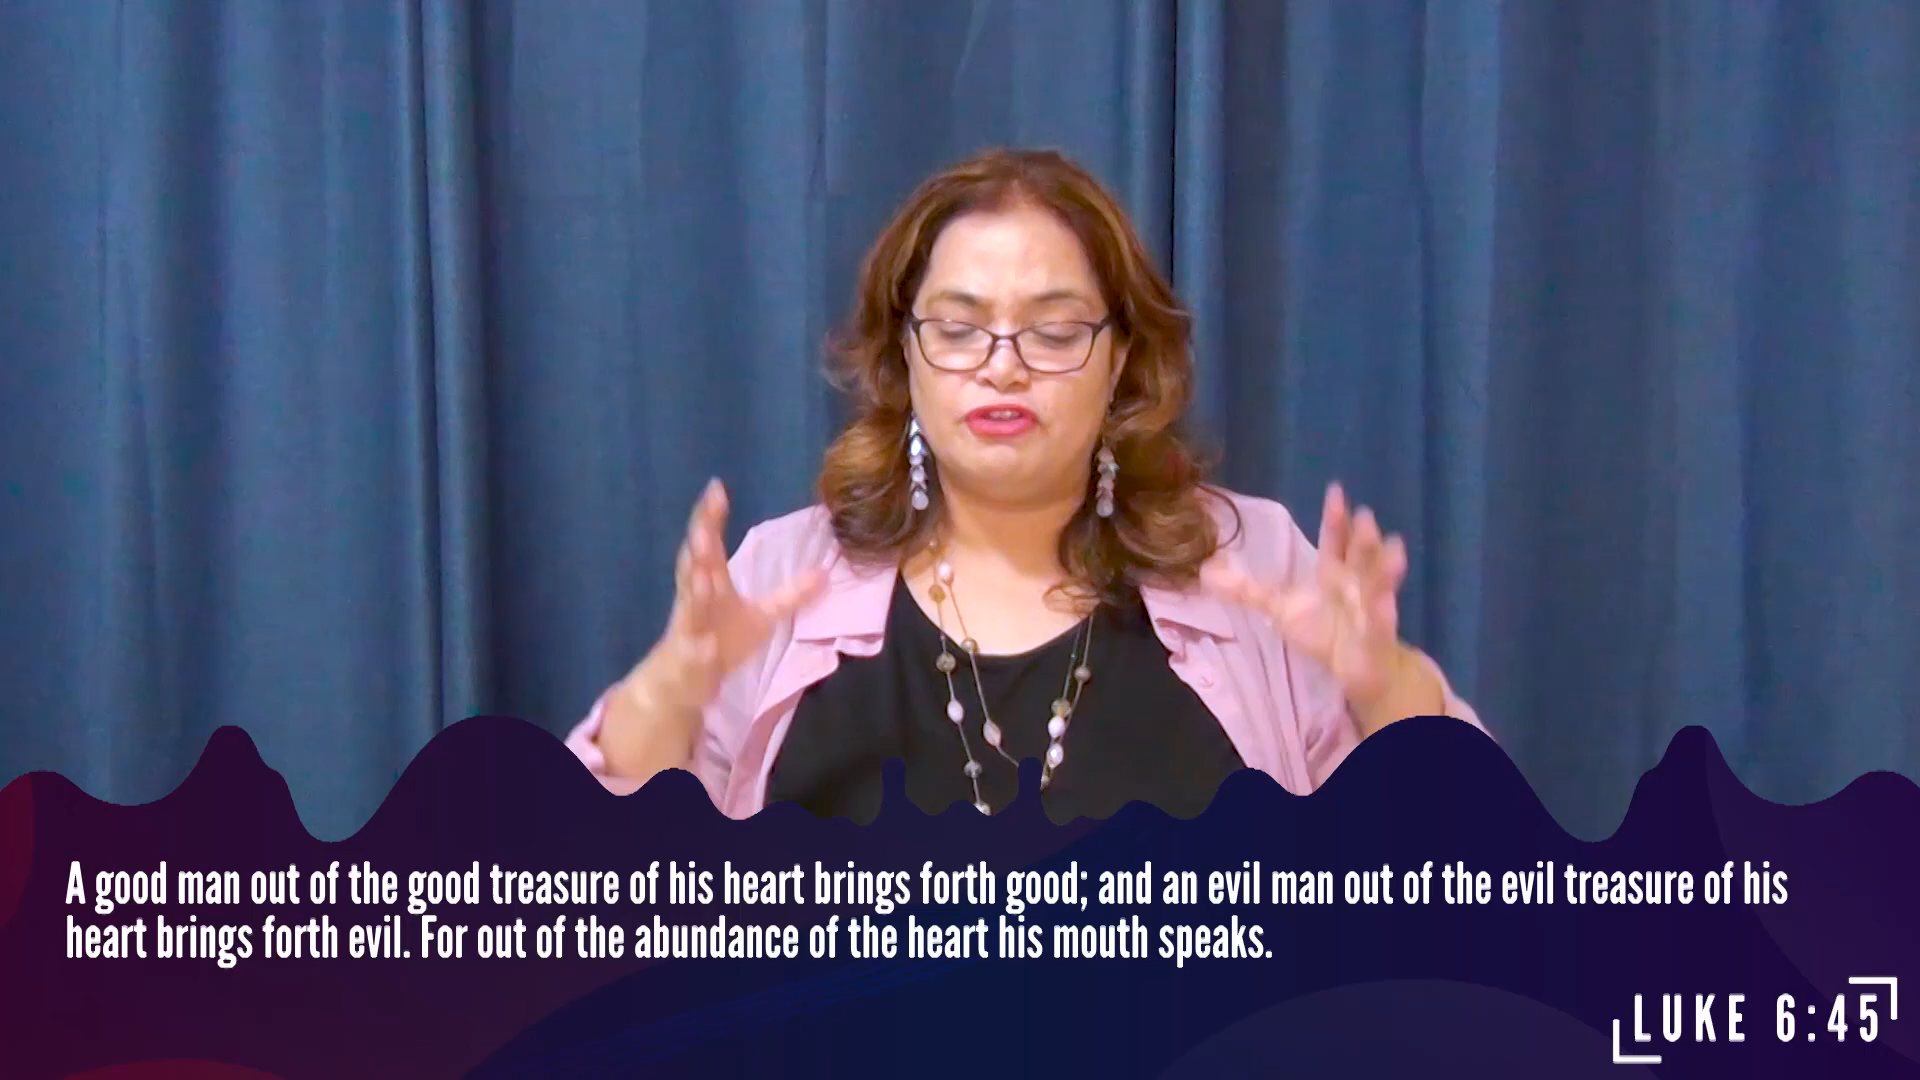 A good man out of the good treasure of his heart brings forth good; and an evil man out of the evil treasure of his
heart brings forth evil. For out of the abundance of the heart his mouth speaks.
LUKE 6:45